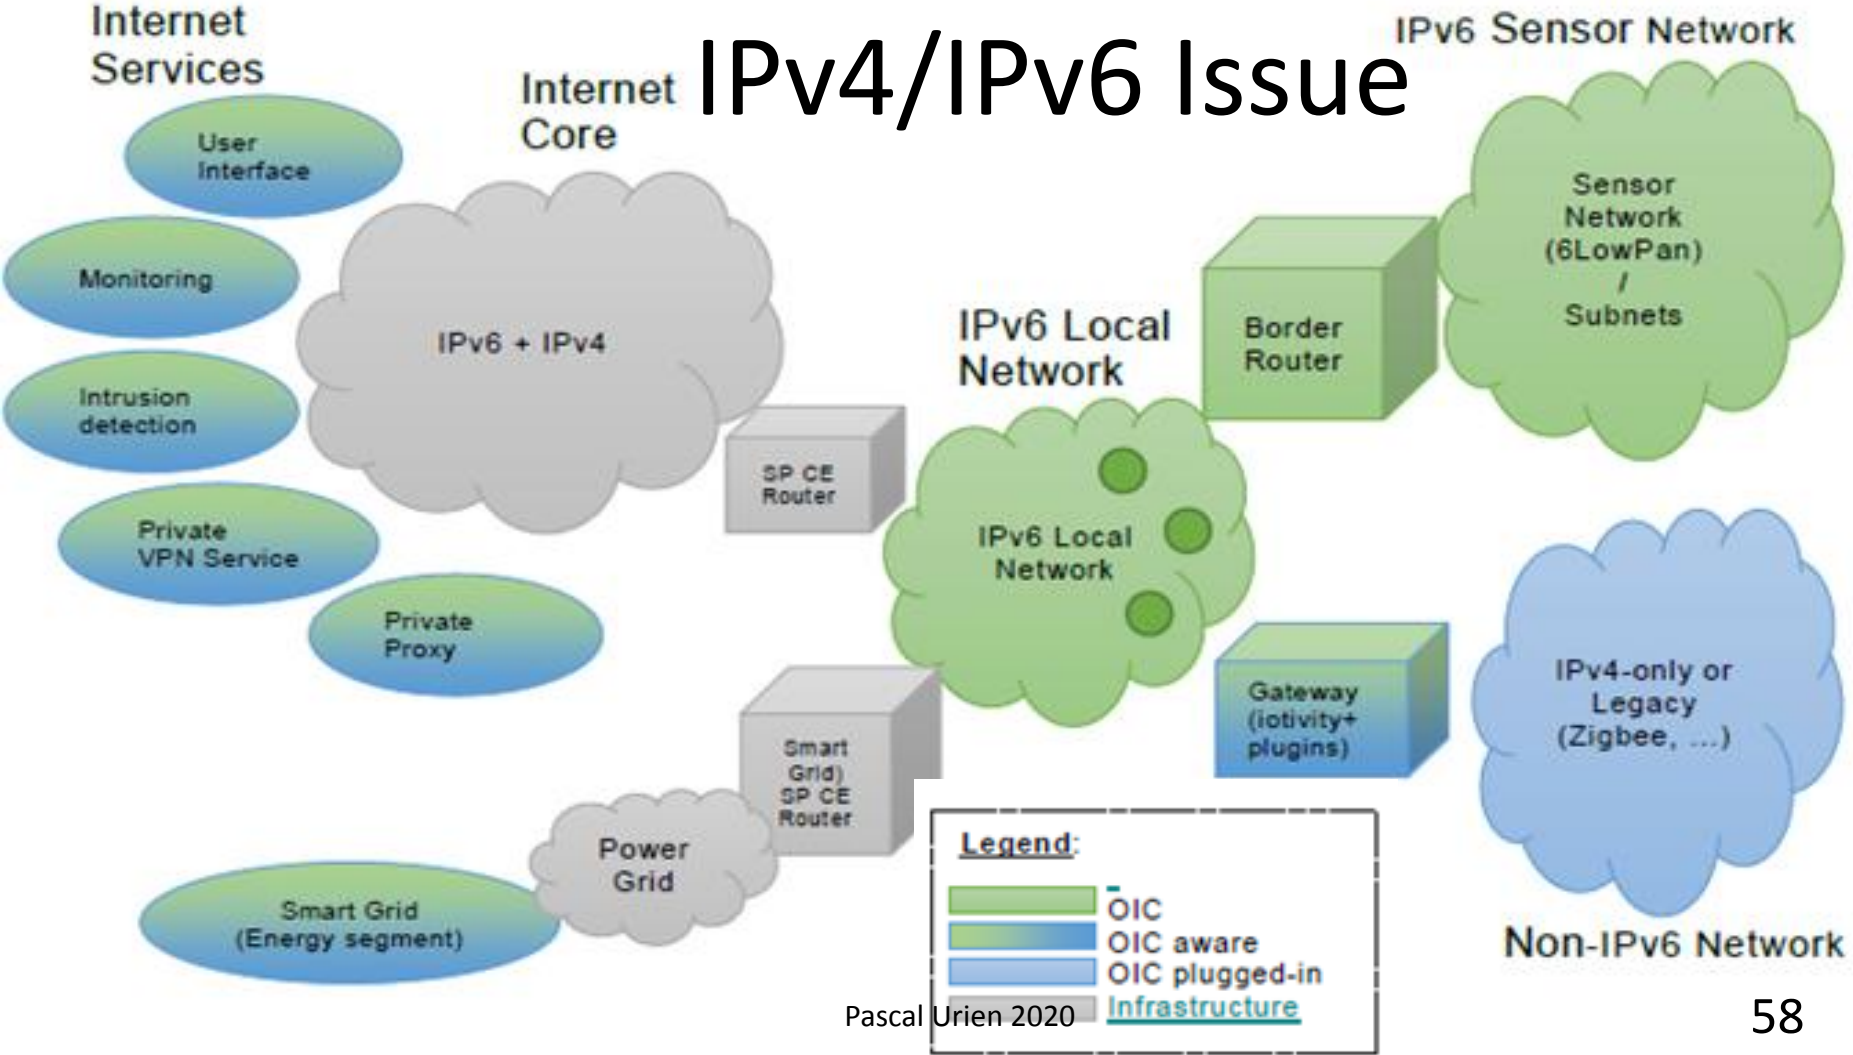 Internet
Services
Internet
Core
IPv4/IPv6 Issue
IPv6 Sensor Network
User
Interface
Monitoring
Intrusion
detection
Private
VPN Service
Private
Proxy
IPv6 + IPv4
SP CE
Router
IPv6 Local
Network
IPv6 Local
Network
Border
Router
Sensor
Network
(6LowPan)
/
Subnets
Gateway
(iotivity+
plugins)
IPv4-only or
Legacy
(Zigbee, ...)
Non-IPv6 Network
Smart
Grid)
SP CE
Router
Power
Grid
Smart Grid
(Energy segment)
Legend:
OIC
OIC aware
OIC plugged-in
Infrastructure
Pascal Urien 2020
58